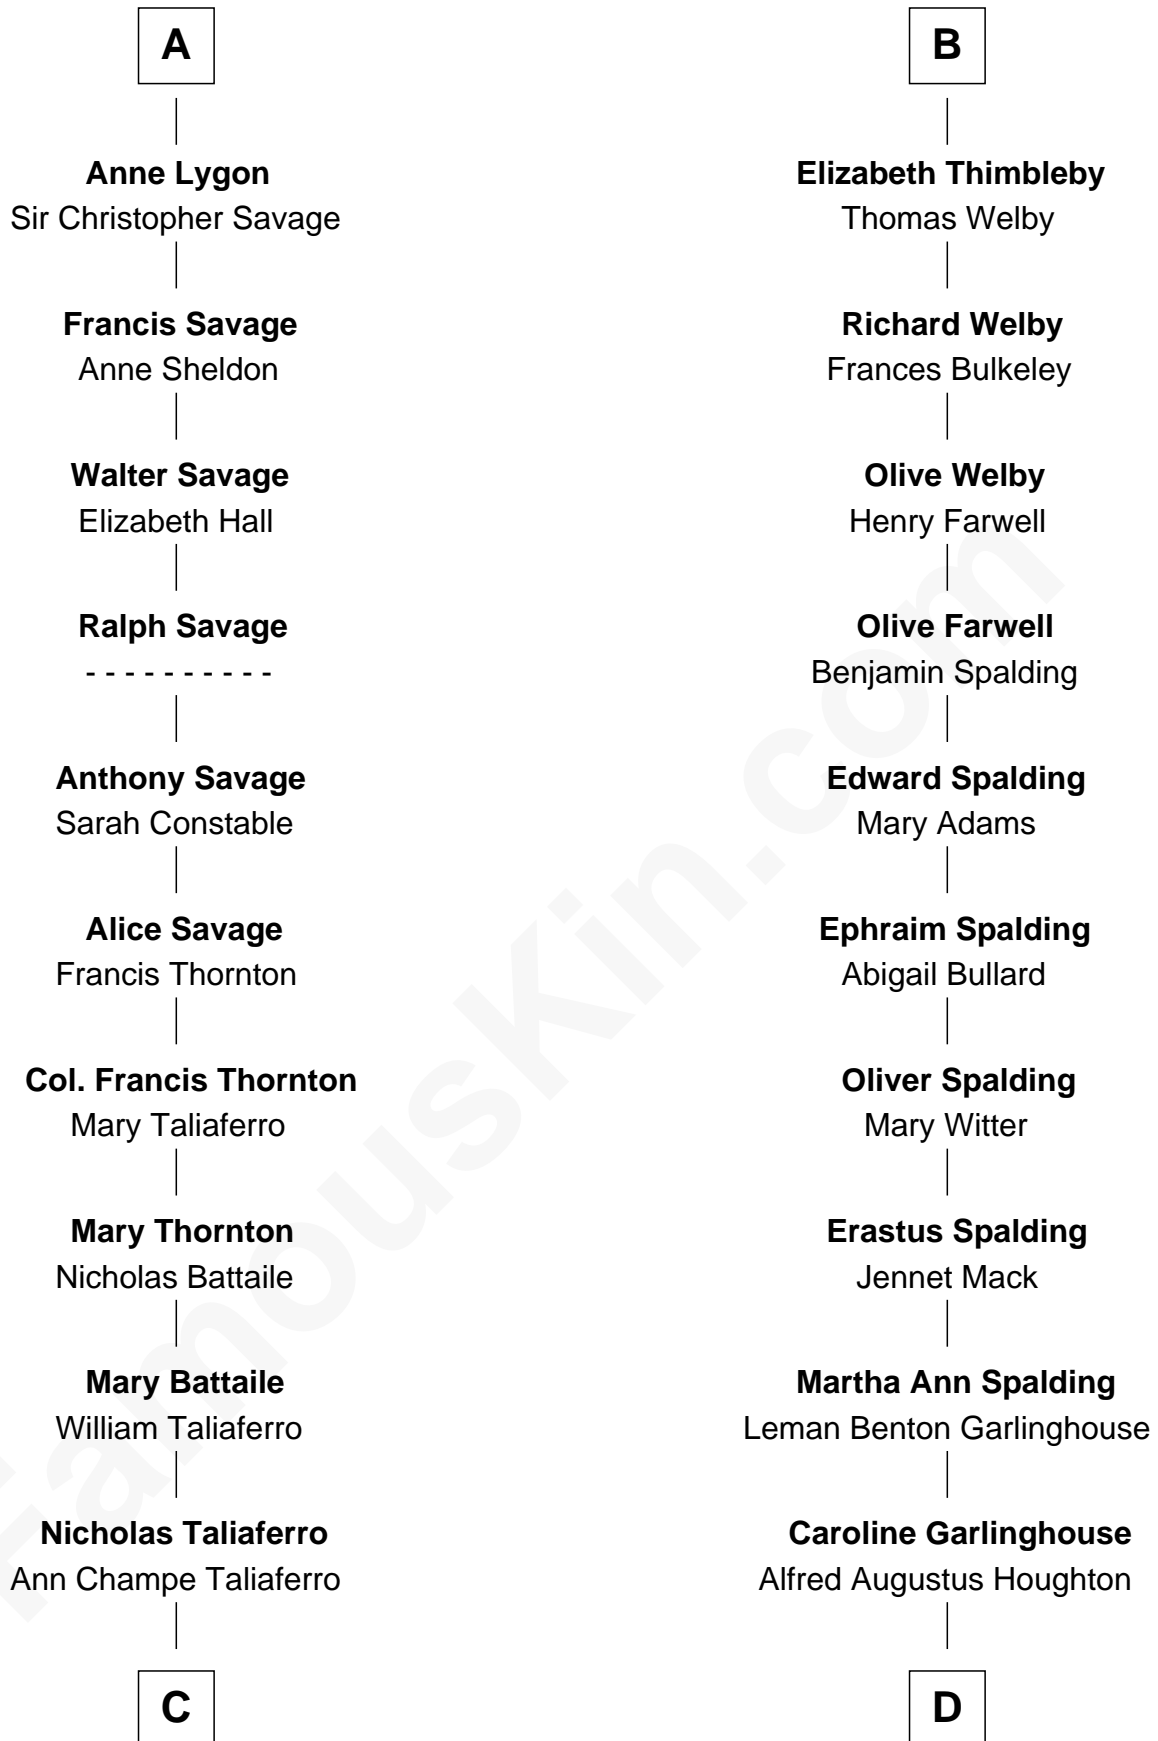 A
Anne Lygon
Sir Christopher Savage
Francis Savage
Anne Sheldon
Walter Savage
Elizabeth Hall
Ralph Savage
- - - - - - - - - -
Anthony Savage
Sarah Constable
Alice Savage
Francis Thornton
Col. Francis Thornton
Mary Taliaferro
Mary Thornton
Nicholas Battaile
Mary Battaile
William Taliaferro
Nicholas Taliaferro
Ann Champe Taliaferro
C
B
Elizabeth Thimbleby
Thomas Welby
Richard Welby
Frances Bulkeley
Olive Welby
Henry Farwell
Olive Farwell
Benjamin Spalding
Edward Spalding
Mary Adams
Ephraim Spalding
Abigail Bullard
Oliver Spalding
Mary Witter
Erastus Spalding
Jennet Mack
Martha Ann Spalding
Leman Benton Garlinghouse
Caroline Garlinghouse
Alfred Augustus Houghton
D
FamousKin.com